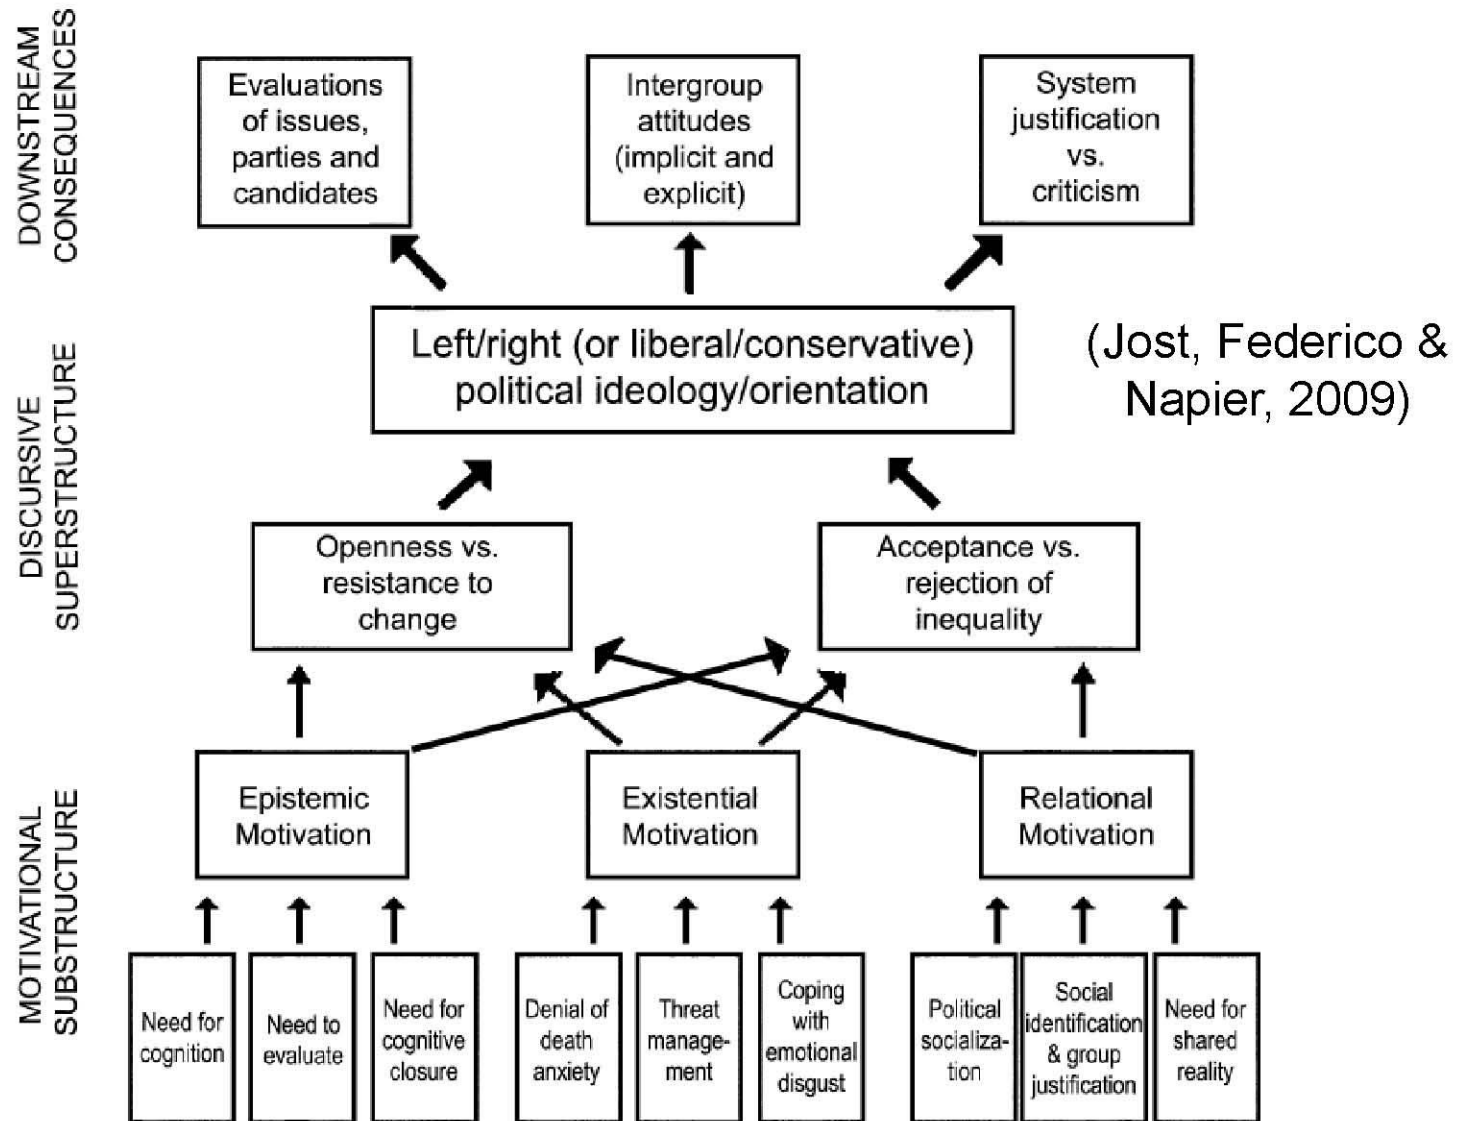 DOWNSTREAM
CONSEQUENCES
Evaluations
of issues,
parties and
candidates
Intergroup
attitudes
(implicit and
explicit)
System
justification
vs.
criticism
DISCURSIVE
SUPERSTRUCTURE
Left/right (or liberal/conservative)
political ideology/orientation
(Jost, Federico &
Napier, 2009)
Openness vs.
resistance to
change
Acceptance vs.
rejection of
inequality
MOTIVATIONAL
SUBSTRUCTURE
Epistemic
Motivation
Existential
Motivation
Relational
Motivation
Need for
cognition
Need to
evaluate
Need for
cognitive
closure
Denial of
death
anxiety
Threat
manage-
ment
Coping
with
emotional
disgust
Political
socializa-
tion
Social
identification
& group
justification
Need for
shared
reality